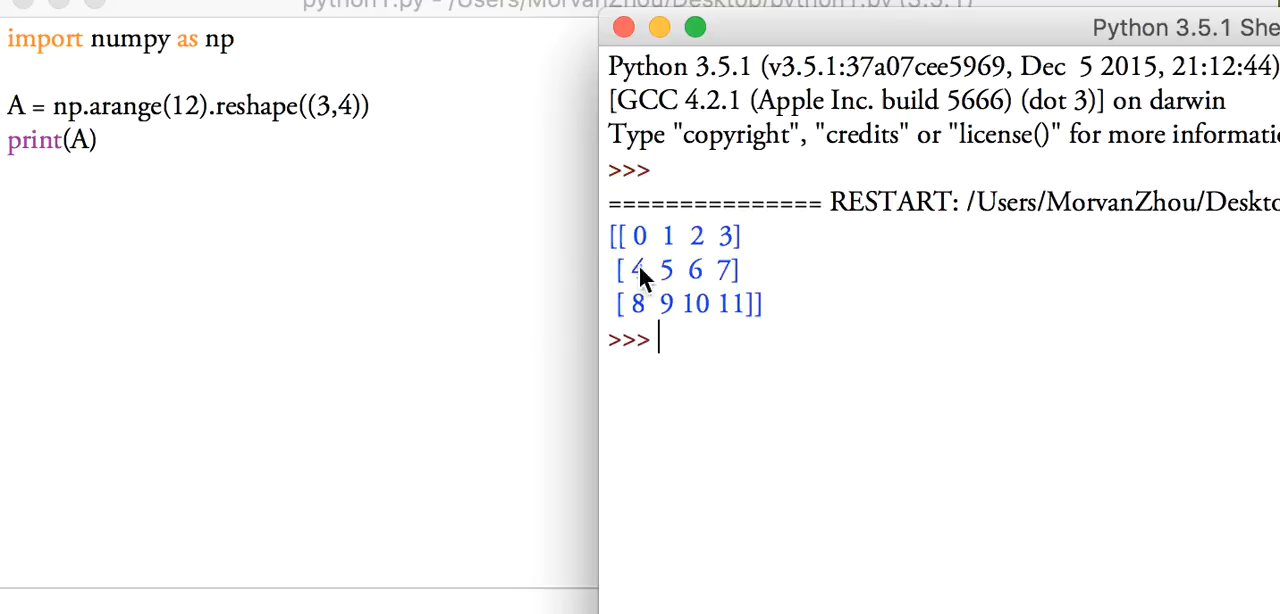 import numpy as np
A = np.arange(12).reshape((3,4))
print(A)
Python 3.5.1 She
Python 3.5.1 (v3.5.1:37a07cee5969, Dec  5 2015, 21:12:44)
[GCC 4.2.1 (Apple Inc. build 5666) (dot 3)] on darwin
Type "copyright", "credits" or "license()" for more informati
>>>
=============== RESTART: /Users/MorvanZhou/Deskto
[[ 0  1  2  3]
 [ 4  5  6  7]
 [ 8  9 10 11]]
>>>